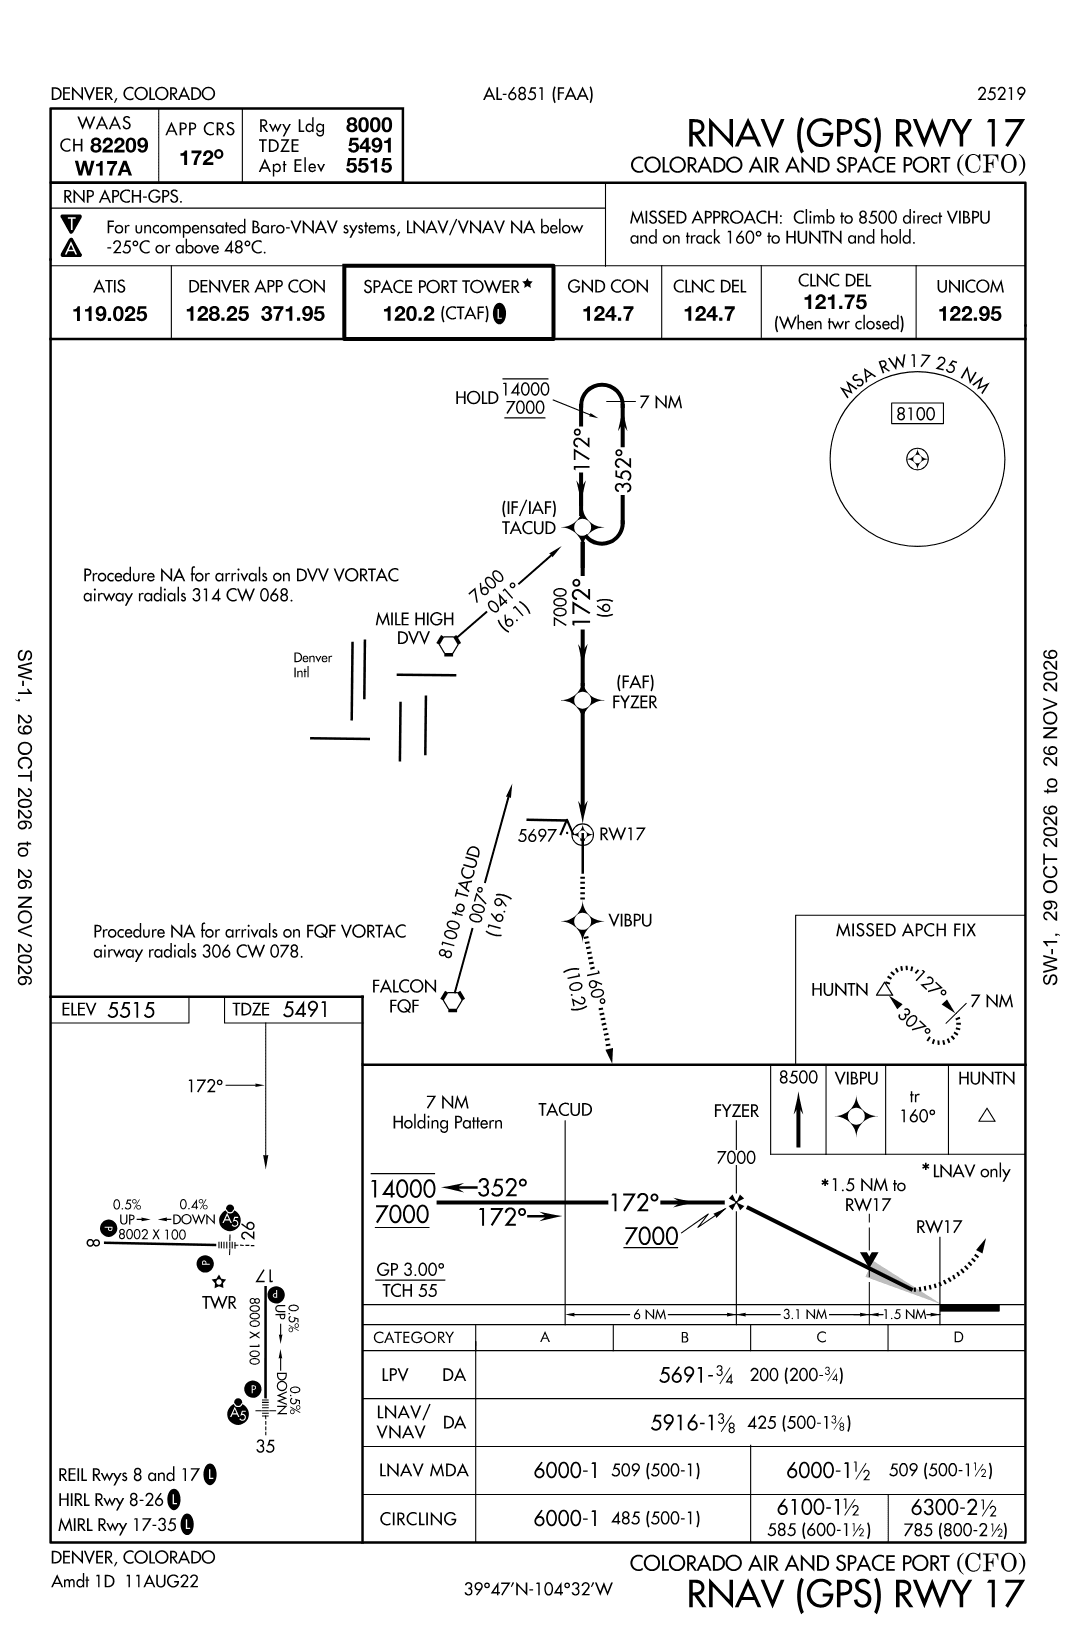 DENVER, COLORADO
AL-6851 (FAA)
25219
WAAS
CH 82209
W17A
APP CRS
172°
Rwy Ldg 8000
TDZE 5491
Apt Elev 5515
RNAV (GPS) RWY 17
COLORADO AIR AND SPACE PORT (CFO)
RNP APCH-GPS.
T
A
For uncompensated Baro-VNAV systems, LNAV/VNAV NA below
-25°C or above 48°C.
MISSED APPROACH: Climb to 8500 direct VIBPU
and on track 160° to HUNTN and hold.
ATIS
119.025
DENVER APP CON
128.25 371.95
SPACE PORT TOWER★
120.2 (CTAF) L
GND CON
124.7
CLNC DEL
124.7
CLNC DEL
121.75
(When twr closed)
UNICOM
122.95
MSA RW17 25 NM
8100
HOLD 14000
7000
7 NM
172°
352°
(IF/IAF)
TACUD
Procedure NA for arrivals on DVV VORTAC
airway radials 314 CW 068.
7600
041°
(6.1)
7000
172°
(6)
MILE HIGH
DVV
Denver
Intl
(FAF)
FYZER
5697
RW17
8100 to TACUD
007°
(16.9)
VIBPU
Procedure NA for arrivals on FQF VORTAC
airway radials 306 CW 078.
FALCON
FQF
160°
(10.2)
MISSED APCH FIX
HUNTN
127°
307°
7 NM
SW-1, 29 OCT 2026 to 26 NOV 2026
SW-1, 29 OCT 2026 to 26 NOV 2026
ELEV 5515
TDZE 5491
172°
0.5%
UP
0.4%
DOWN
8002 X 100
P
A5
8
26
P
TWR
17
P
0.5%
UP
8000 X 100
0.5%
DOWN
P
A5
35
REIL Rwys 8 and 17 L
HIRL Rwy 8-26 L
MIRL Rwy 17-35 L
8500
VIBPU
tr
160°
HUNTN
7 NM
Holding Pattern
TACUD
FYZER
7000
*LNAV only
*1.5 NM to
RW17
RW17
14000
7000
352°
172°
172°
7000
GP 3.00°
TCH 55
6 NM
3.1 NM
1.5 NM
CATEGORY A B C D
LPV DA 5691-¾ 200 (200-¾)
LNAV/
VNAV DA 5916-1⅜ 425 (500-1⅜)
LNAV MDA 6000-1 509 (500-1) 6000-1½ 509 (500-1½)
CIRCLING 6000-1 485 (500-1)
6100-1½
585 (600-1½)
6300-2½
785 (800-2½)
DENVER, COLORADO
Amdt 1D 11AUG22
39°47'N-104°32'W
COLORADO AIR AND SPACE PORT (CFO)
RNAV (GPS) RWY 17